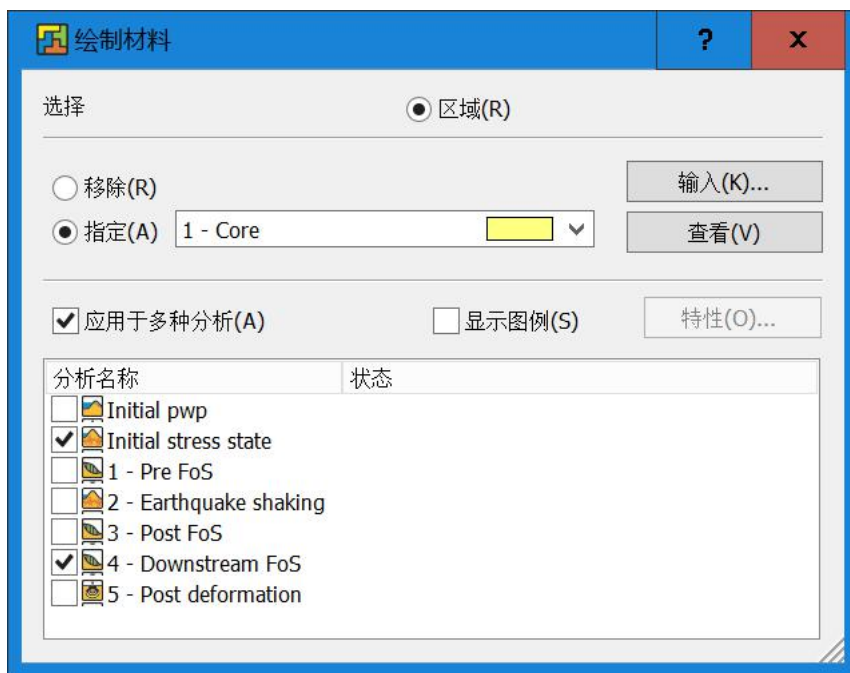 绘制材料 ? x
选择 区域(R)
移除(R) 输入(K)...
指定(A) 1 - Core 查看(V)
应用于多种分析(A) 显示图例(S) 特性(O)...
分析名称 状态
Initial pwp
Initial stress state
1 - Pre FoS
2 - Earthquake shaking
3 - Post FoS
4 - Downstream FoS
5 - Post deformation